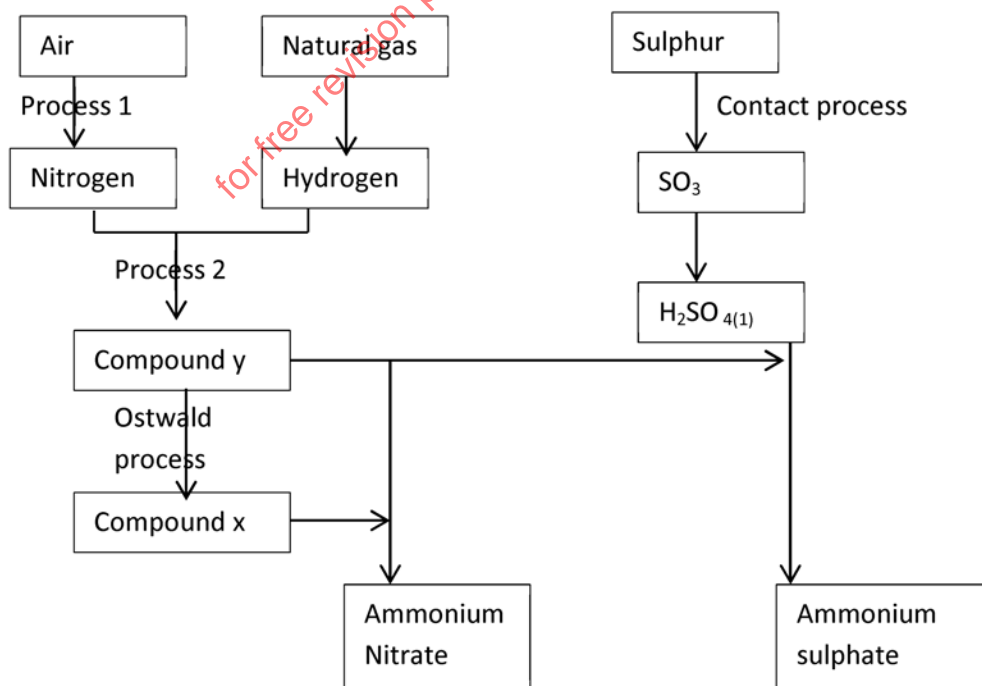 Air
Natural gas
Sulphur
Process 1
Contact process
Nitrogen
Hydrogen
SO₃
for free revision p
Process 2
H₂SO ₄₍₁₎
Compound y
Ostwald
process
Compound x
Ammonium
Nitrate
Ammonium
sulphate